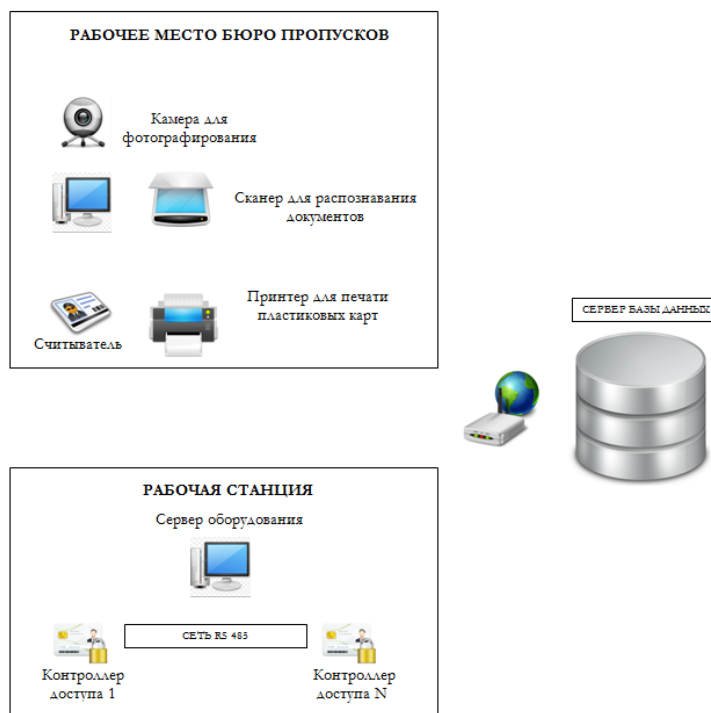 РАБОЧЕЕ МЕСТО БЮРО ПРОПУСКОВ
Камера для
фотографирования
Сканер для распознавания
документов
Принтер для печати
пластиковых карт
Считыватель
СЕРВЕР БАЗЫ ДАННЫХ
РАБОЧАЯ СТАНЦИЯ
Сервер оборудования
СЕТЬ RS 485
Контроллер
доступа 1
Контроллер
доступа N